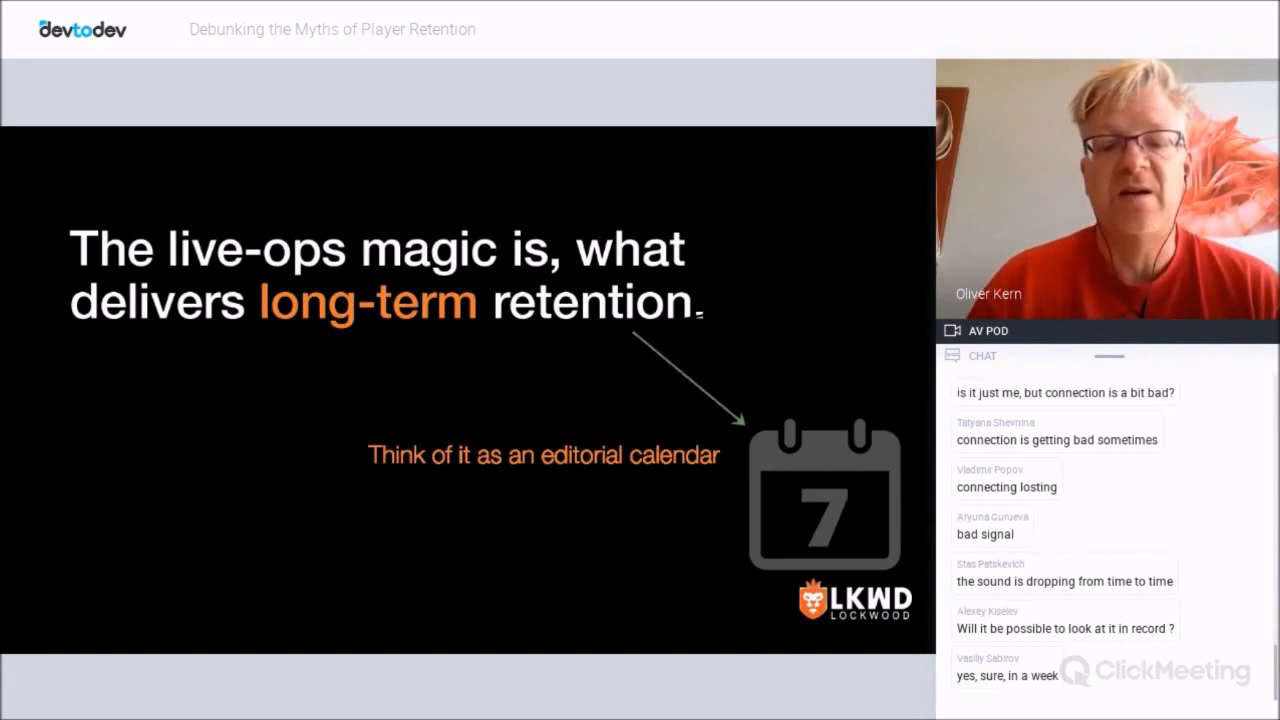 devtodev
Debunking the Myths of Player Retention
The live-ops magic is, what
delivers long-term retention.
Think of it as an editorial calendar
7
LKWD
LOCKWOOD
Oliver Kern
AV POD
CHAT
is it just me, but connection is a bit bad?
Tatyana Shevnina
connection is getting bad sometimes
Vladimir Popov
connecting losting
Aryuna Gurueva
bad signal
Stas Patskevich
the sound is dropping from time to time
Alexey Kiselev
Will it be possible to look at it in record ?
Vasiliy Sabirov
yes, sure, in a week
ClickMeeting